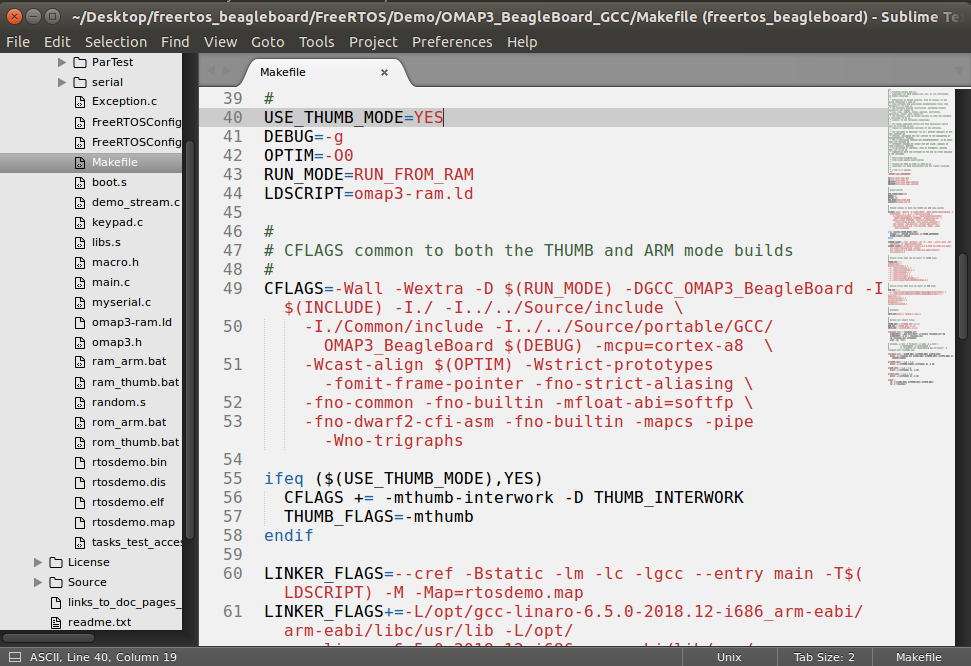 ~/Desktop/freertos_beagleboard/FreeRTOS/Demo/OMAP3_BeagleBoard_GCC/Makefile (freertos_beagleboard) - Sublime Te
File Edit Selection Find View Goto Tools Project Preferences Help
ParTest
serial
Exception.c
FreeRTOSConfig
FreeRTOSConfig
Makefile
boot.s
demo_stream.c
keypad.c
libs.s
macro.h
main.c
myserial.c
omap3-ram.ld
omap3.h
ram_arm.bat
ram_thumb.bat
random.s
rom_arm.bat
rom_thumb.bat
rtosdemo.bin
rtosdemo.dis
rtosdemo.elf
rtosdemo.map
tasks_test_acces
License
Source
links_to_doc_pages_
readme.txt
Makefile ×
39 #
40 USE_THUMB_MODE=YES
41 DEBUG=-g
42 OPTIM=-O0
43 RUN_MODE=RUN_FROM_RAM
44 LDSCRIPT=omap3-ram.ld
45
46 #
47 # CFLAGS common to both the THUMB and ARM mode builds
48 #
49 CFLAGS=-Wall -Wextra -D $(RUN_MODE) -DGCC_OMAP3_BeagleBoard -I
$(INCLUDE) -I./ -I../../Source/include \
50 -I./Common/include -I../../Source/portable/GCC/
OMAP3_BeagleBoard $(DEBUG) -mcpu=cortex-a8 \
51 -Wcast-align $(OPTIM) -Wstrict-prototypes
-fomit-frame-pointer -fno-strict-aliasing \
52 -fno-common -fno-builtin -mfloat-abi=softfp \
53 -fno-dwarf2-cfi-asm -fno-builtin -mapcs -pipe
-Wno-trigraphs
54
55 ifeq ($(USE_THUMB_MODE),YES)
56 CFLAGS += -mthumb-interwork -D THUMB_INTERWORK
57 THUMB_FLAGS=-mthumb
58 endif
59
60 LINKER_FLAGS=--cref -Bstatic -lm -lc -lgcc --entry main -T$(
LDSCRIPT) -M -Map=rtosdemo.map
61 LINKER_FLAGS+=-L/opt/gcc-linaro-6.5.0-2018.12-i686_arm-eabi/
arm-eabi/libc/usr/lib -L/opt/
ASCII, Line 40, Column 19 Unix Tab Size: 2 Makefile